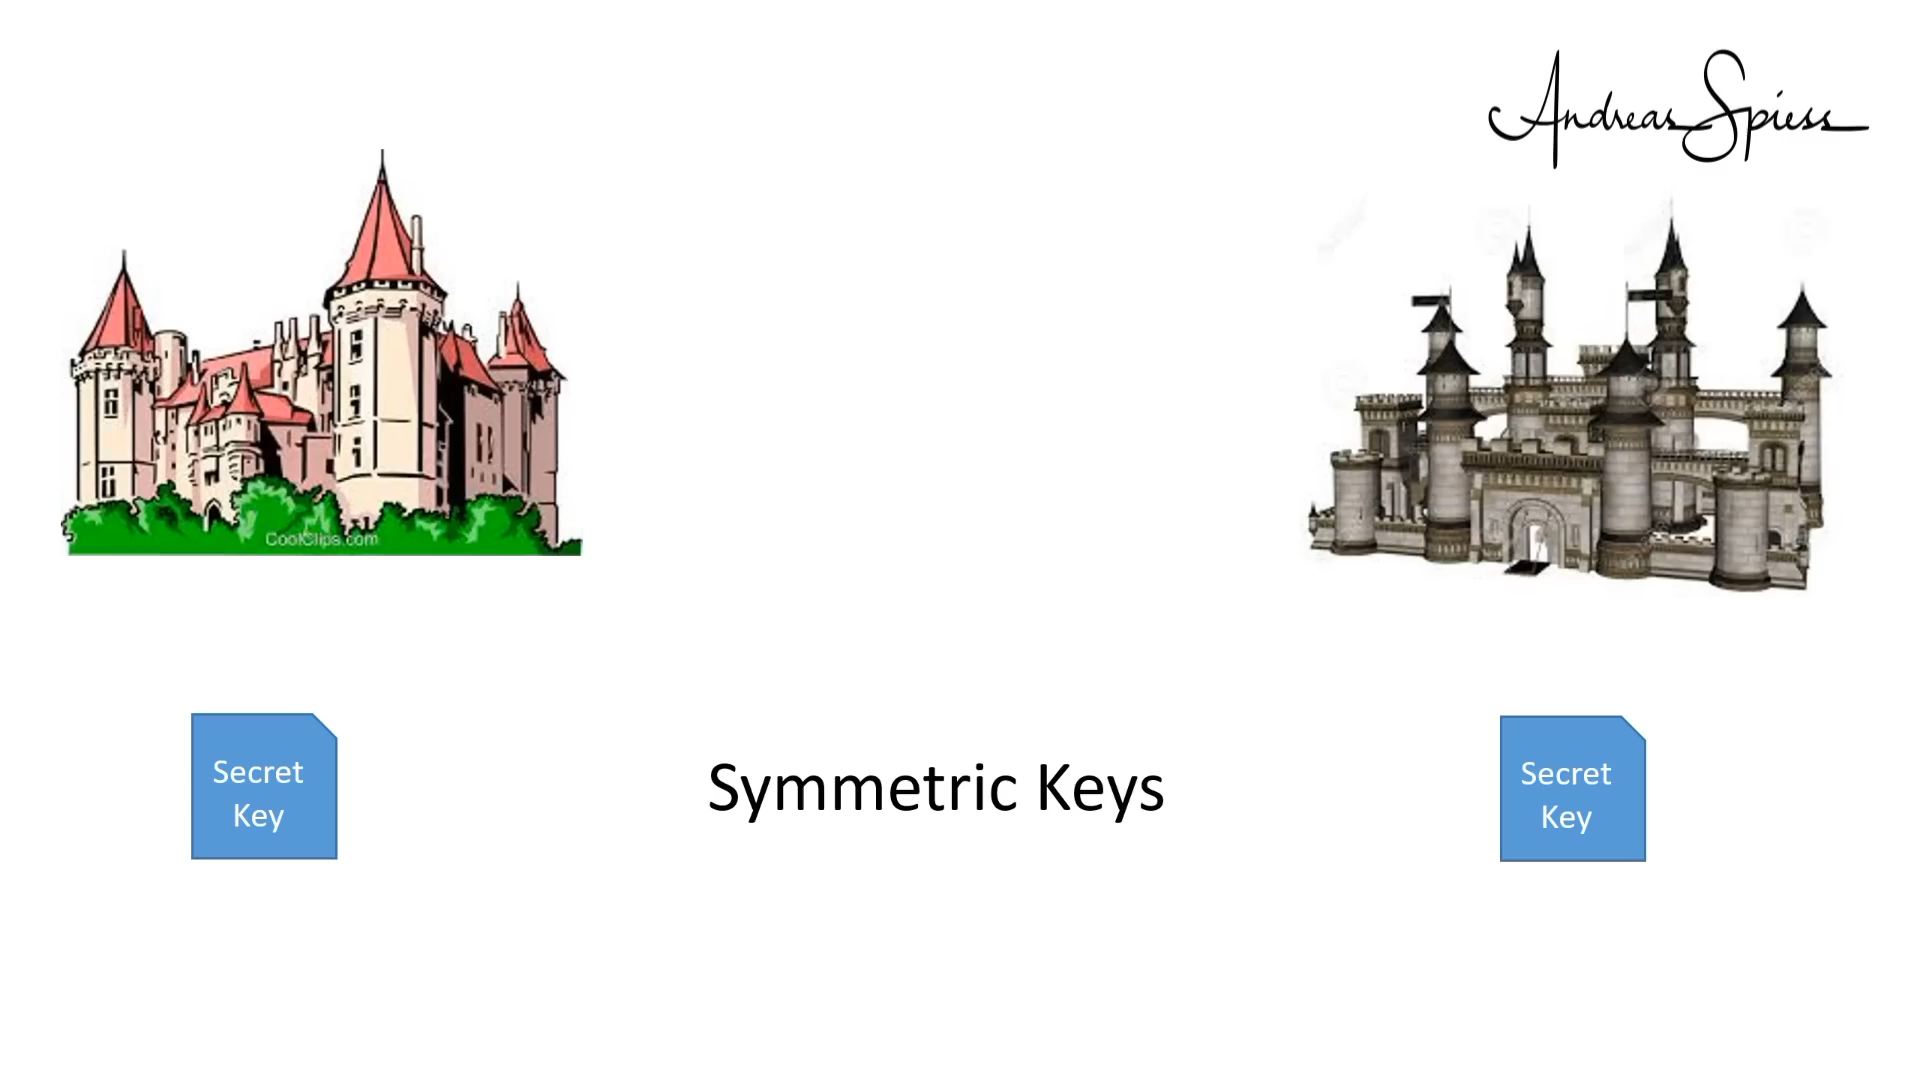 Andreas Spiess
CoolClips.com
Secret
Key
Symmetric Keys
Secret
Key